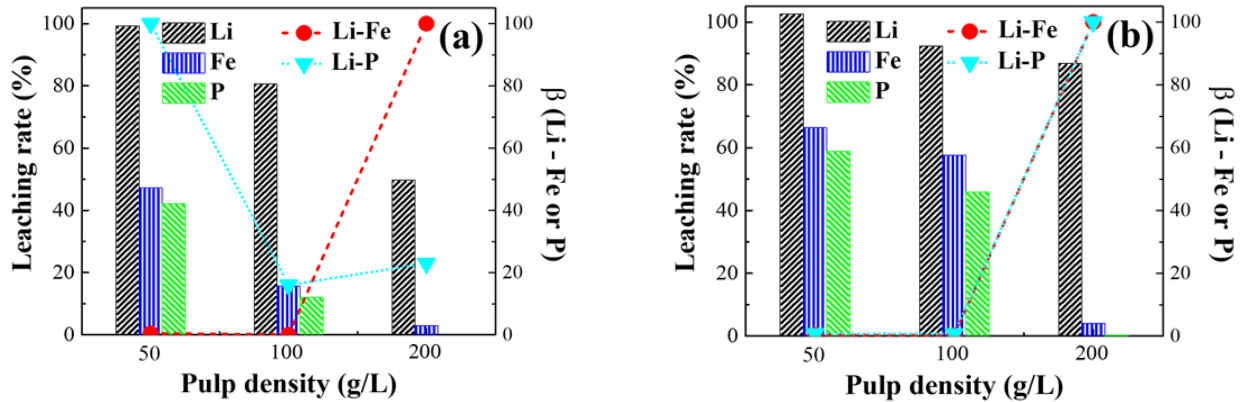 100
80
60
40
20
0
Leaching rate (%)
Li
Fe
P
Li-Fe
Li-P
(a)
100
80
60
40
20
0
β (Li - Fe or P)
50
100
200
Pulp density (g/L)
100
80
60
40
20
0
Leaching rate (%)
Li
Fe
P
Li-Fe
Li-P
(b)
100
80
60
40
20
0
β (Li - Fe or P)
50
100
200
Pulp density (g/L)